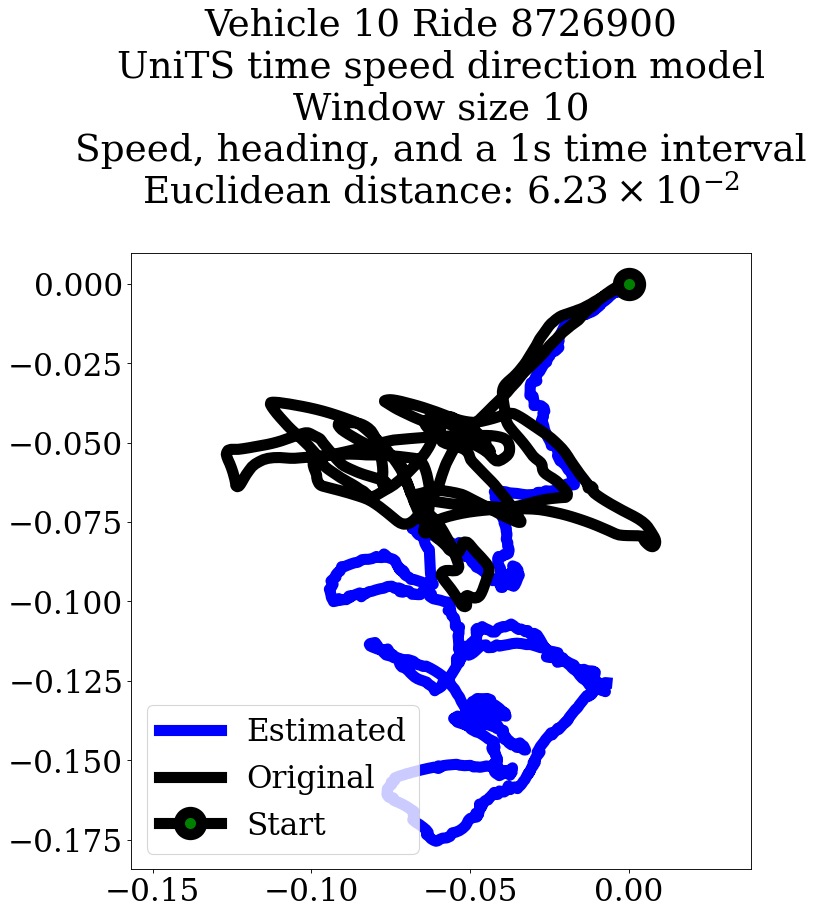 Vehicle 10 Ride 8726900
UniTS time speed direction model
Window size 10
Speed, heading, and a 1s time interval
Euclidean distance: 6.23 × 10⁻²
0.000
−0.025
−0.050
−0.075
−0.100
−0.125
−0.150
−0.175
Estimated
Original
Start
−0.15
−0.10
−0.05
0.00